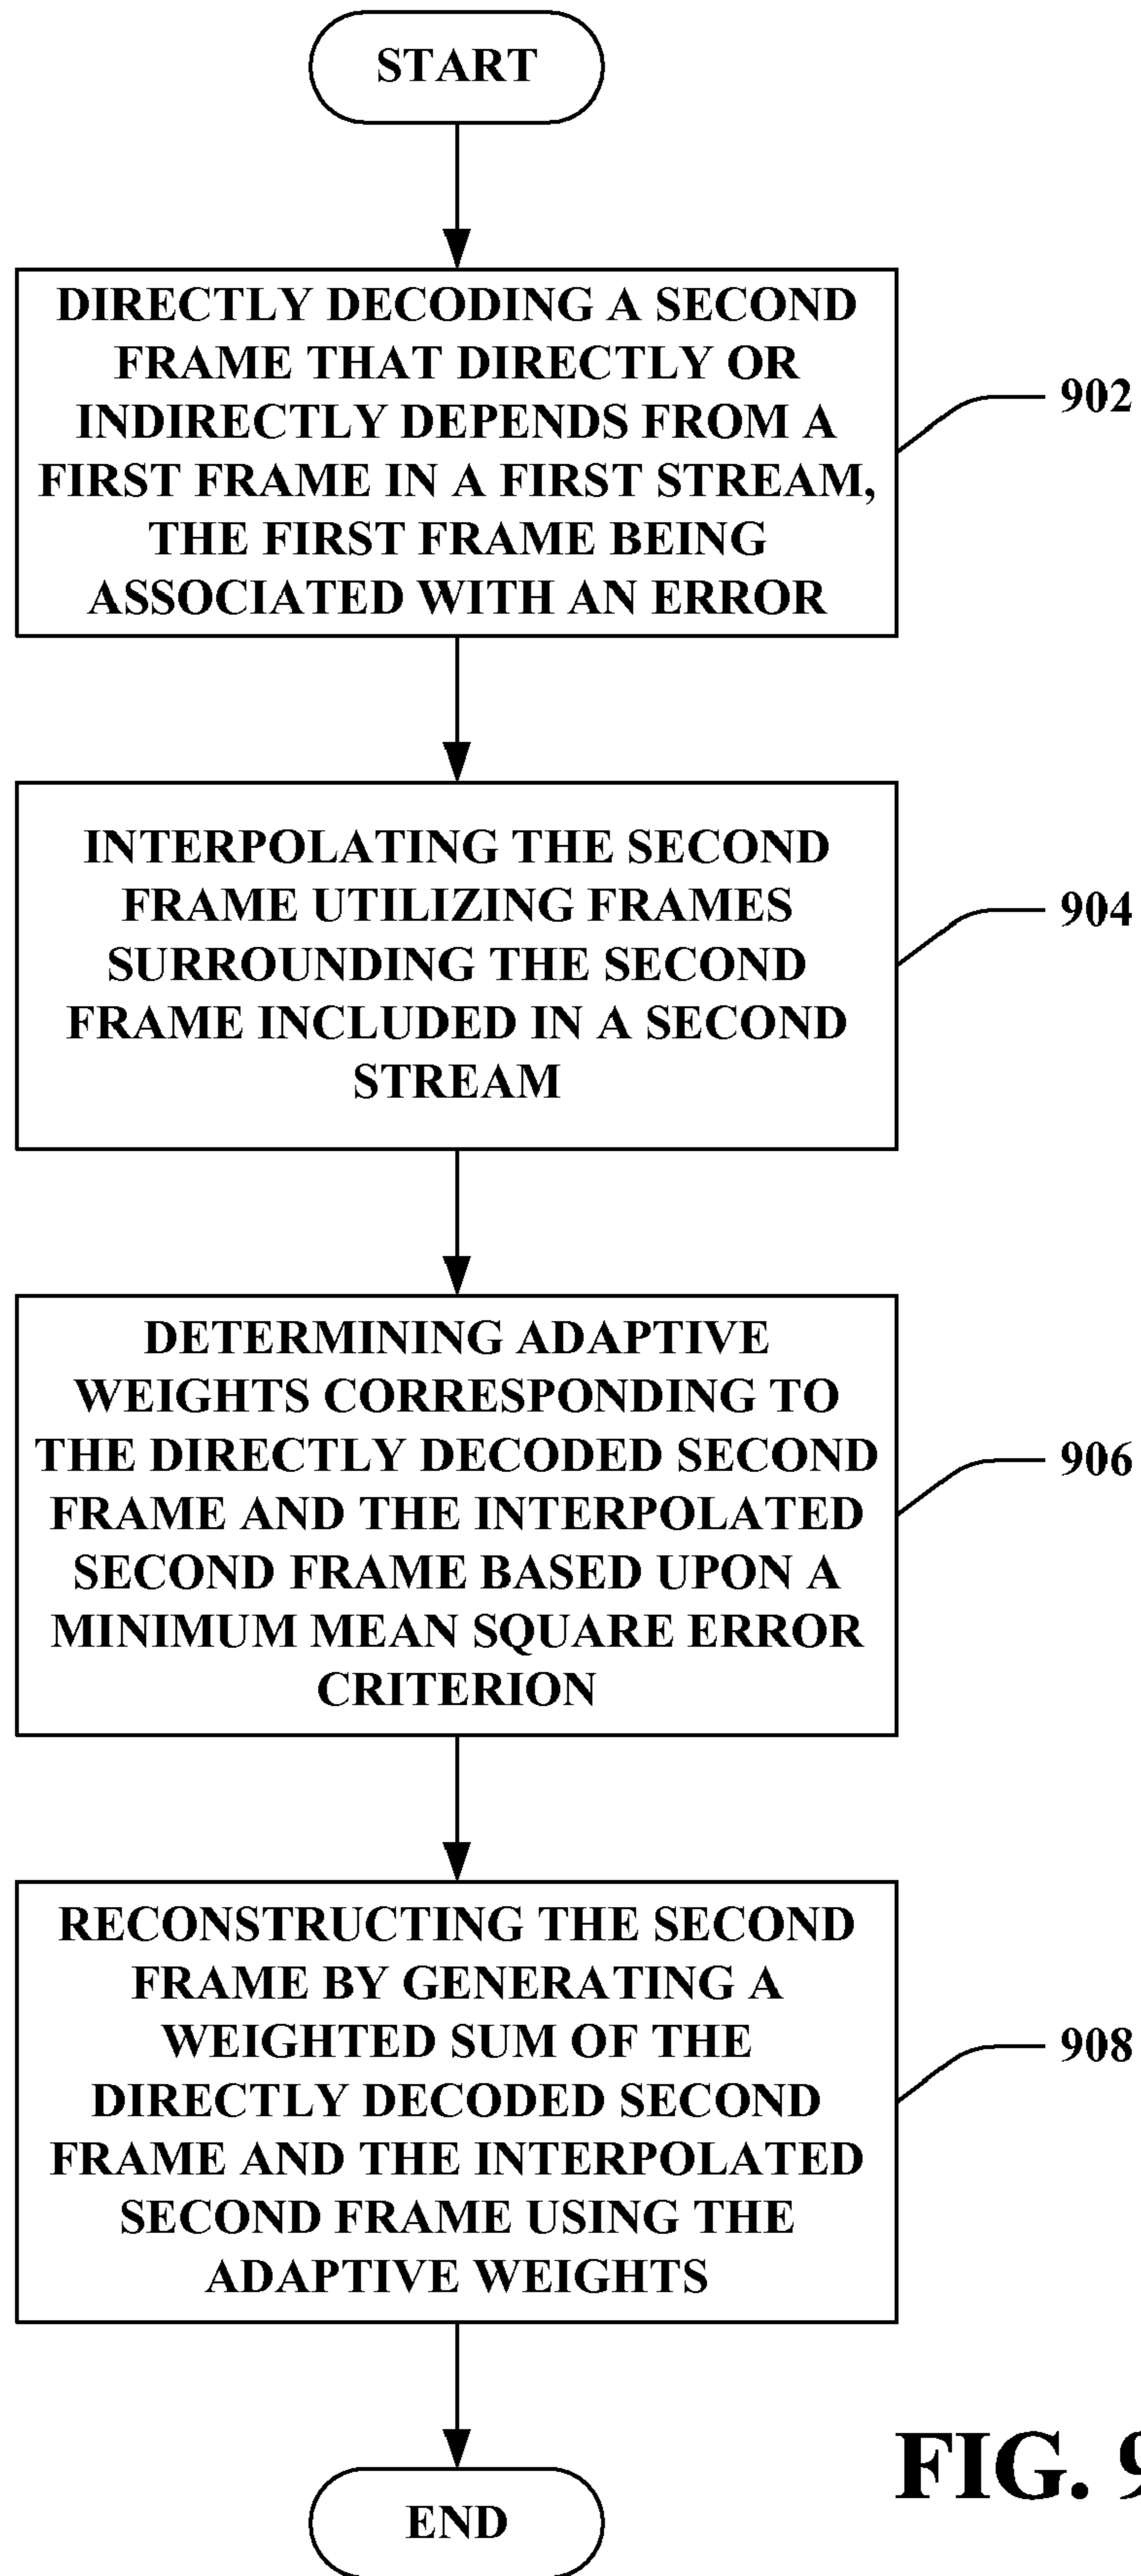 START
DIRECTLY DECODING A SECOND
FRAME THAT DIRECTLY OR
INDIRECTLY DEPENDS FROM A
FIRST FRAME IN A FIRST STREAM,
THE FIRST FRAME BEING
ASSOCIATED WITH AN ERROR
902
INTERPOLATING THE SECOND
FRAME UTILIZING FRAMES
SURROUNDING THE SECOND
FRAME INCLUDED IN A SECOND
STREAM
904
DETERMINING ADAPTIVE
WEIGHTS CORRESPONDING TO
THE DIRECTLY DECODED SECOND
FRAME AND THE INTERPOLATED
SECOND FRAME BASED UPON A
MINIMUM MEAN SQUARE ERROR
CRITERION
906
RECONSTRUCTING THE SECOND
FRAME BY GENERATING A
WEIGHTED SUM OF THE
DIRECTLY DECODED SECOND
FRAME AND THE INTERPOLATED
SECOND FRAME USING THE
ADAPTIVE WEIGHTS
908
END
FIG. 9